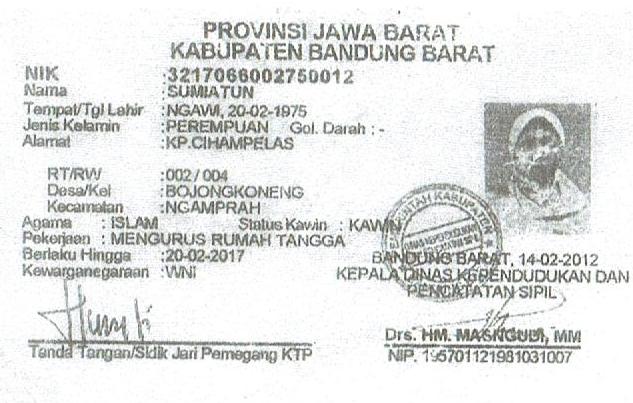 PROVINSI JAWA BARAT
KABUPATEN BANDUNG BARAT
NIK :3217066002750012
Nama :SUMIATUN
Tempat/Tgl Lahir :NGAWI, 20-02-1975
Jenis Kelamin :PEREMPUAN Gol. Darah : -
Alamat :KP.CIHAMPELAS
RT/RW :002 / 004
Desa/Kel :BOJONGKONENG
Kecamatan :NGAMPRAH
Agama : ISLAM Status Kawin : KAWIN
Pekerjaan : MENGURUS RUMAH TANGGA
Berlaku Hingga :20-02-2017
Kewarganegaraan :WNI
BANDUNG BARAT, 14-02-2012
KEPALA DINAS KEPENDUDUKAN DAN
PENCATATAN SIPIL
Tanda Tangan/Sidik Jari Pemegang KTP
Drs. HM. MASNGUDI, MM
NIP. 195701121981031007